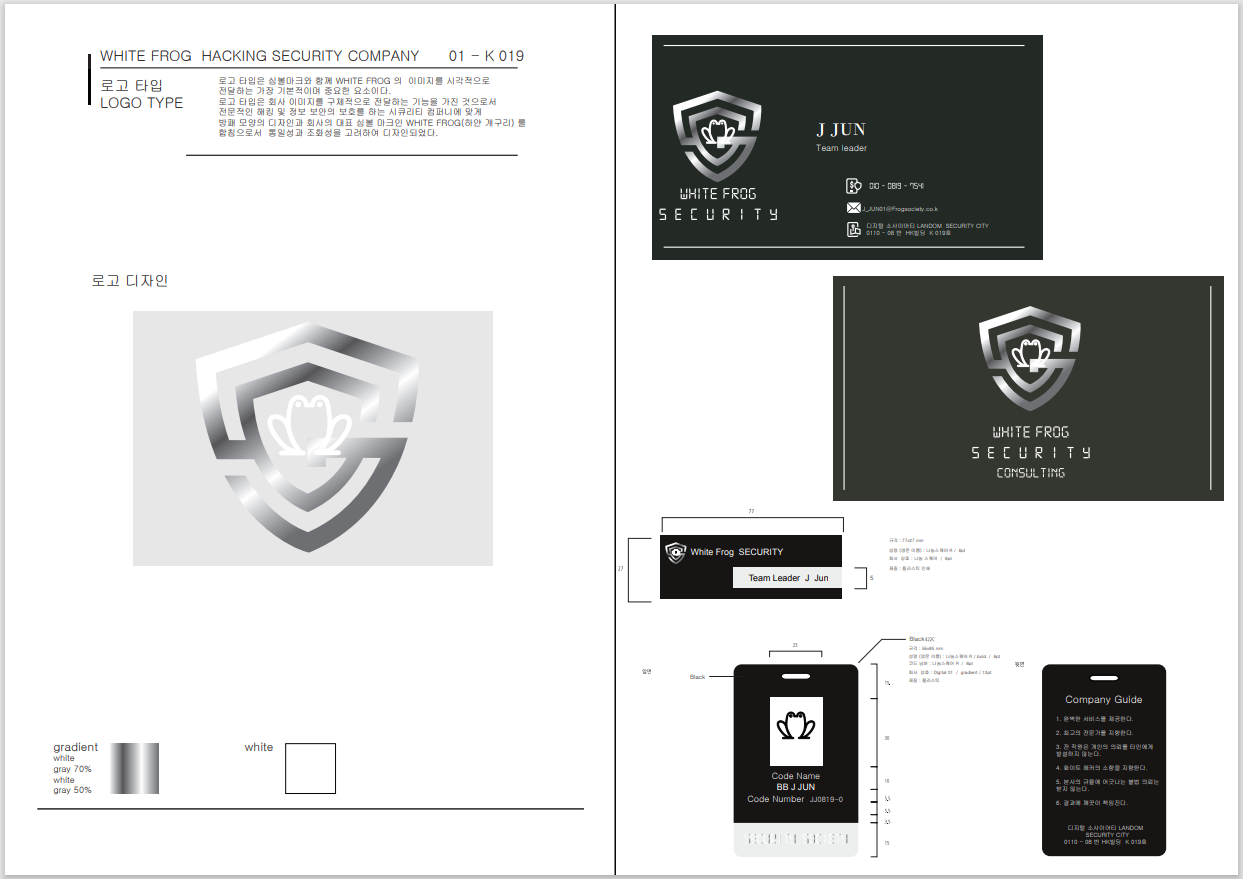 WHITE FROG  HACKING SECURITY COMPANY  01 - K 019
로고 타입
LOGO TYPE
로고 타입은 심볼마크와 함께 WHITE FROG 의 이미지를 시각적으로
전달하는 가장 기본적이며 중요한 요소이다.
로고 타입은 회사 이미지를 구체적으로 전달하는 기능을 가진 것으로서
전문적인 해킹 및 정보 보안의 보호를 하는 시큐리티 컴퍼니에 맞게
방패 모양의 디자인과 회사의 대표 심볼 마크인 WHITE FROG(하얀 개구리) 를
합침으로서 통일성과 조화성을 고려하여 디자인되었다.
로고 디자인
gradient
white
gray 70%
white
gray 50%
white
WHITE FROG
SECURITY
J JUN
Team leader
010 - 0819 - 7541
J_JUN01@Frogsociety.co.k
디지탈 소사이어티 LANDOM SECURITY CITY
0110 - 08 번 HK빌딩 K 019호
WHITE FROG
SECURITY
CONSULTING
77
27
White Frog SECURITY
Team Leader J Jun
5
규격 : 77x27 mm
성명 (영문 이름) : 나눔스퀘어 R / 8pt
회사 상호 : 나눔 스퀘어 / 8pt
재질 : 플라스틱 인쇄
앞면
Black
23
Black 422C
성명 (영문 이름) : 나눔스퀘어 R / bold / 8pt
코드 넘버 : 나눔스퀘어 R / 8pt
회사 상호 : Digital 01 / gradient / 13pt
재질 : 플라스틱
뒷면
Code Name
BB J JUN
Code Number JJ0819-0
SECURITY SECURITY
15
Company Guide
1. 완벽한 서비스를 제공한다.
2. 최고의 전문가를 지향한다.
3. 전 직원은 개인의 의뢰를 타인에게
발설하지 않는다.
4. 화이트 해커의 소향을 지향한다.
5. 본사의 규율에 어긋나는 불법 의뢰는
받지 않는다.
6. 결과에 깨끗이 책임진다.
디지탈 소사이어티 LANDOM
SECURITY CITY
0110 - 08 번 HK빌딩 K 019호